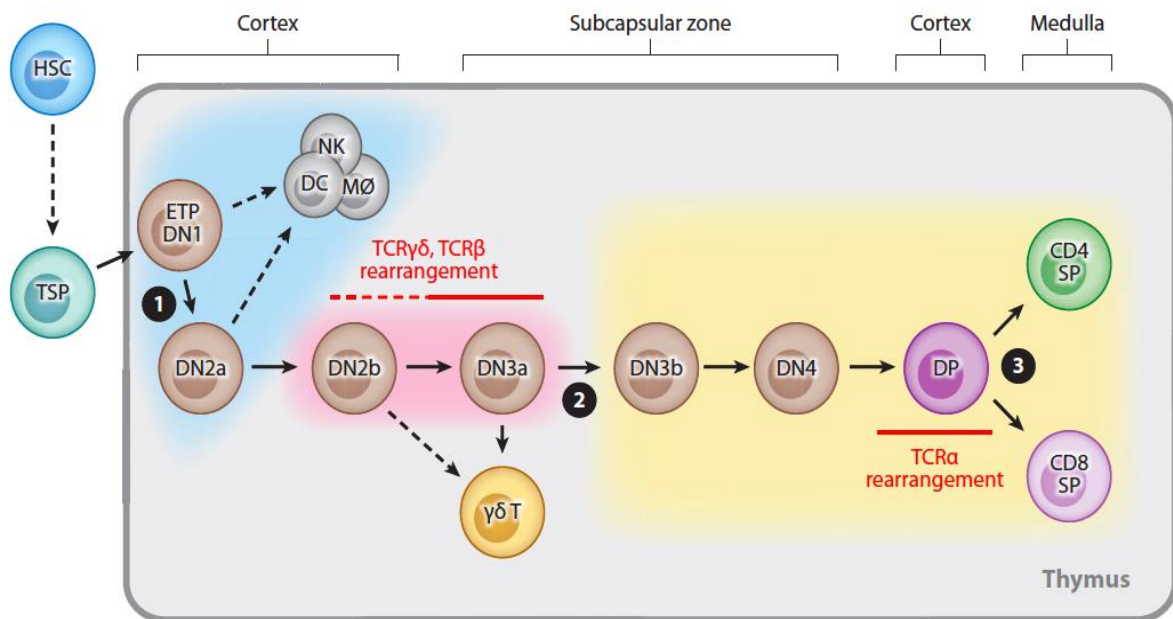 Cortex
Subcapsular zone
Cortex
Medulla
HSC
TSP
ETP
DN1
NK
DC
MØ
1
DN2a
TCRγδ, TCRβ
rearrangement
DN2b
DN3a
2
DN3b
DN4
DP
3
CD4
SP
CD8
SP
γδ T
TCRα
rearrangement
Thymus